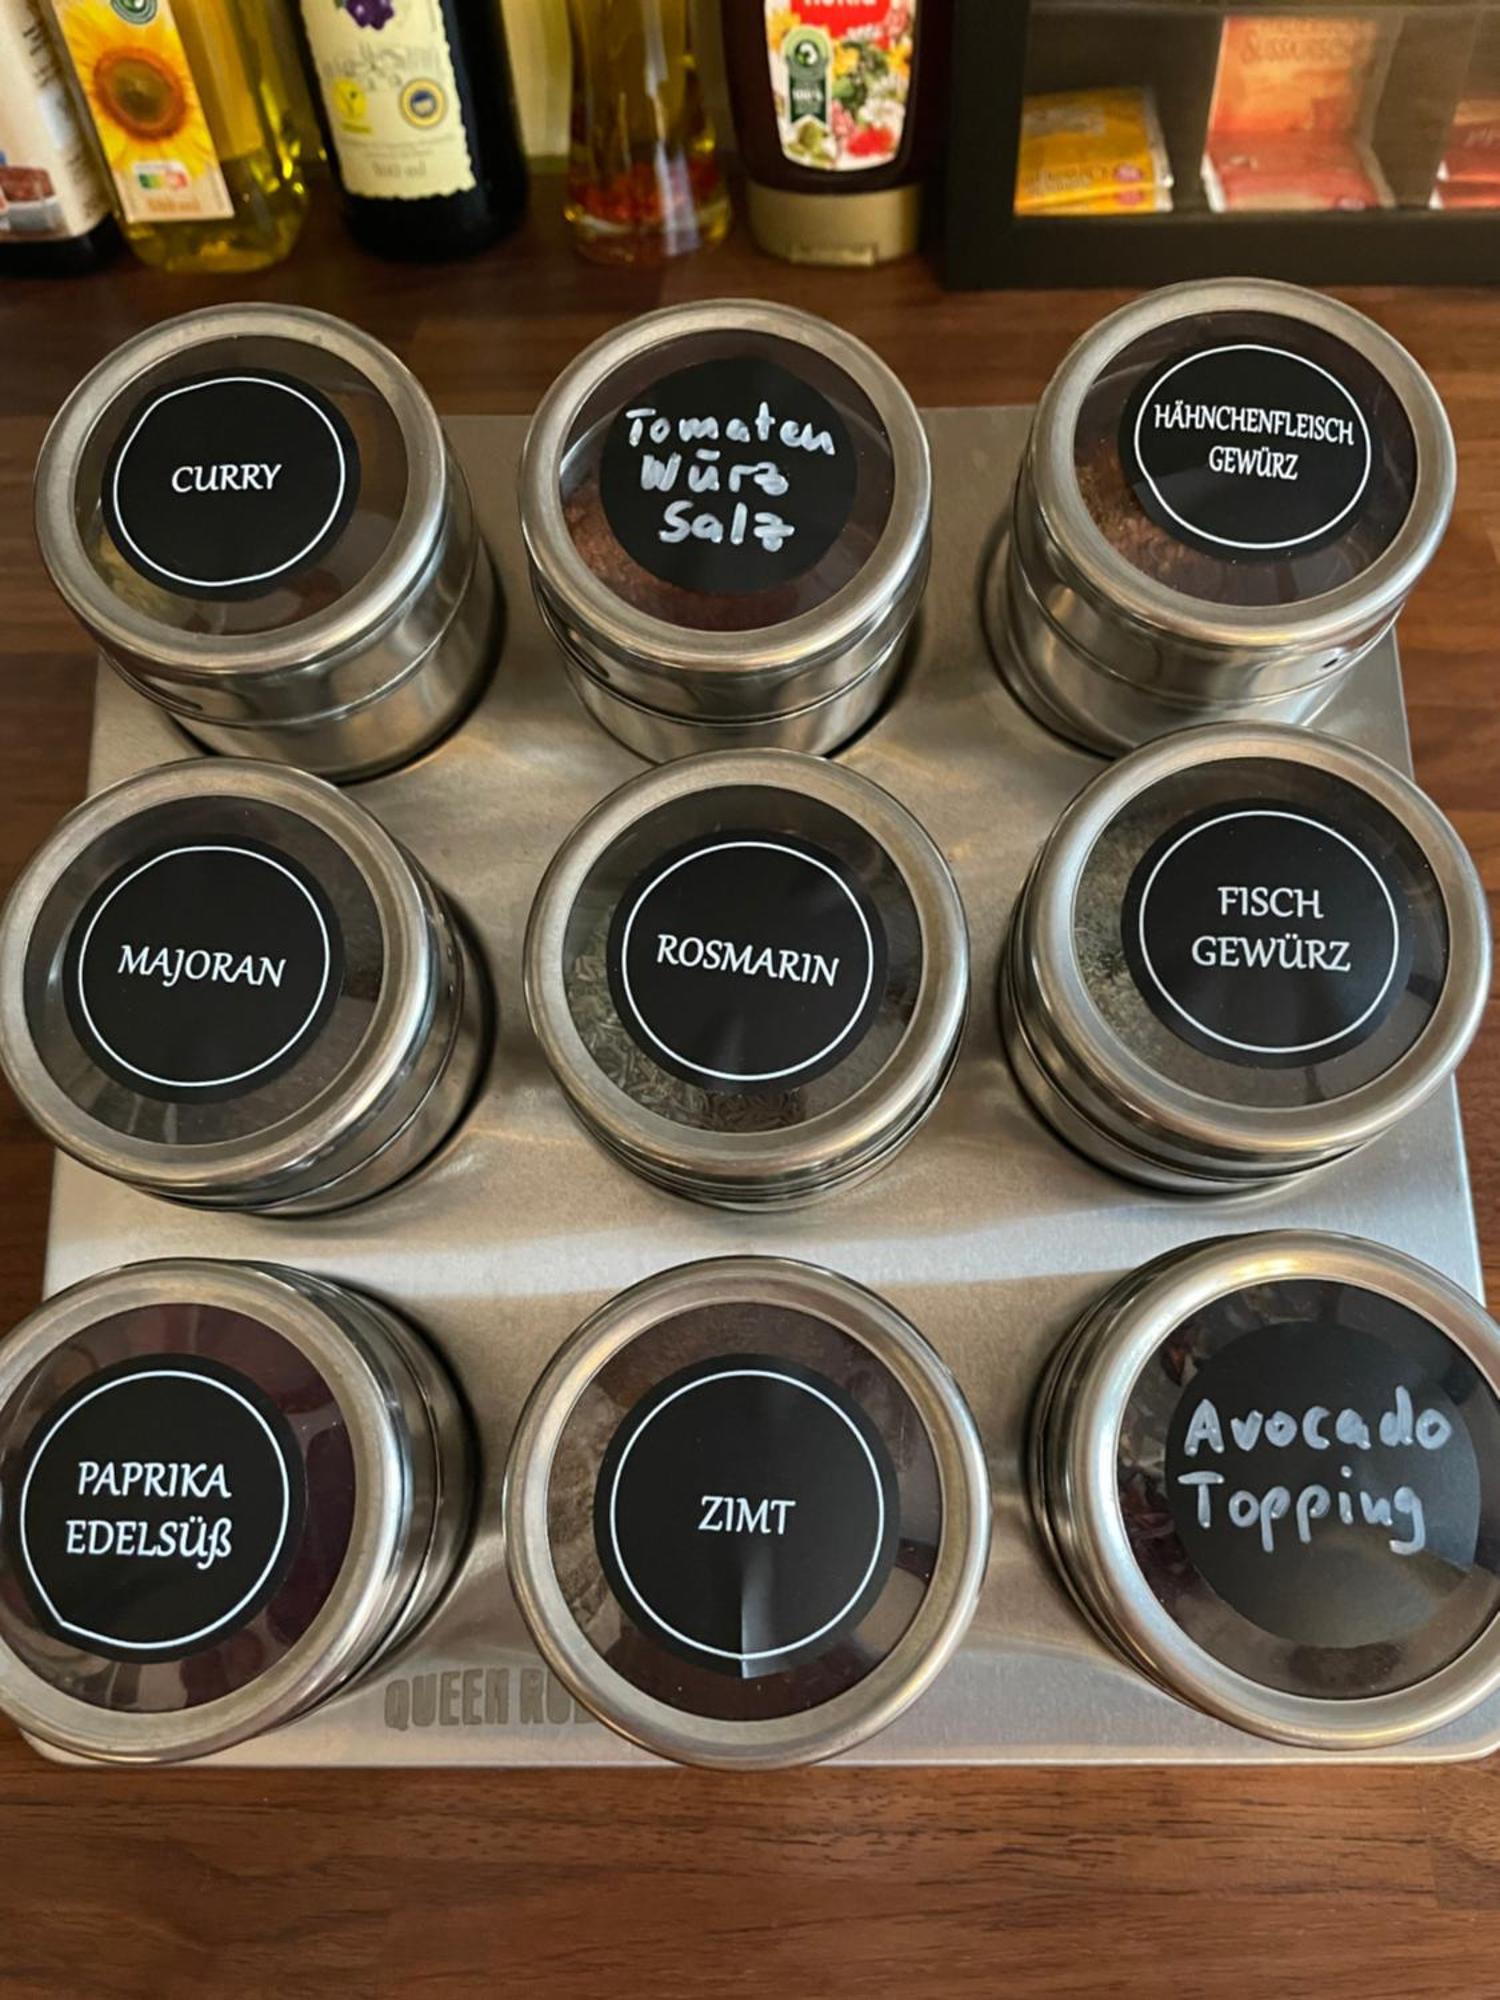 CURRY
Tomaten
Würz
Salz
HÄHNCHENFLEISCH
GEWÜRZ
MAJORAN
ROSMARIN
FISCH
GEWÜRZ
PAPRIKA
EDELSÜß
ZIMT
Avocado
Topping
QUEEN